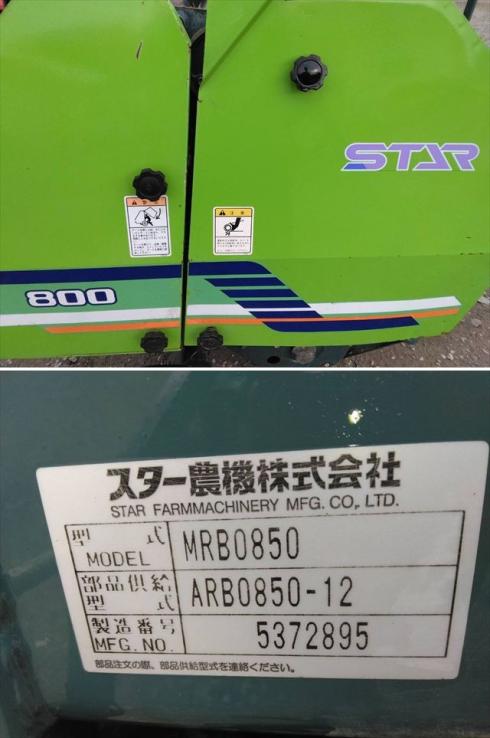 STAR
800
スター農機株式会社
STAR FARMMACHINERY MFG. CO,. LTD.
型 式 MODEL MRB0850
部品供給型式 ARB0850-12
製造番号 MFG. NO. 5372895
部品注文の際、部品供給型式を連絡ください。